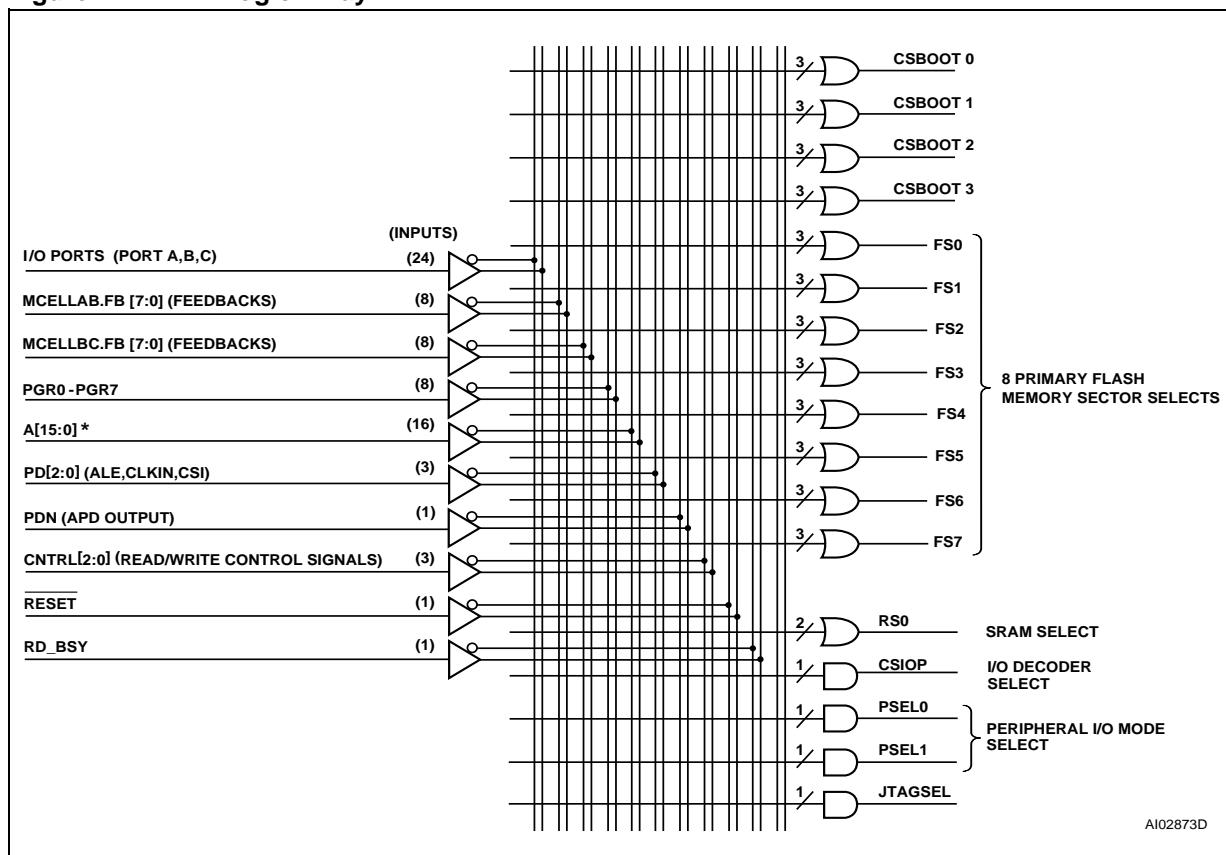 3 CSBOOT 0
3 CSBOOT 1
3 CSBOOT 2
3 CSBOOT 3
(INPUTS)
I/O PORTS (PORT A,B,C) (24)
MCELLAB.FB [7:0] (FEEDBACKS) (8)
MCELLBC.FB [7:0] (FEEDBACKS) (8)
PGR0 -PGR7 (8)
A[15:0] * (16)
PD[2:0] (ALE,CLKIN,CSI) (3)
PDN (APD OUTPUT) (1)
CNTRL[2:0] (READ/WRITE CONTROL SIGNALS) (3)
RESET (1)
RD_BSY (1)
3 FS0
3 FS1
3 FS2
3 FS3
3 FS4
3 FS5
3 FS6
3 FS7
8 PRIMARY FLASH
MEMORY SECTOR SELECTS
2 RS0 SRAM SELECT
1 CSIOP I/O DECODER
SELECT
1 PSEL0
1 PSEL1
PERIPHERAL I/O MODE
SELECT
1 JTAGSEL
AI02873D